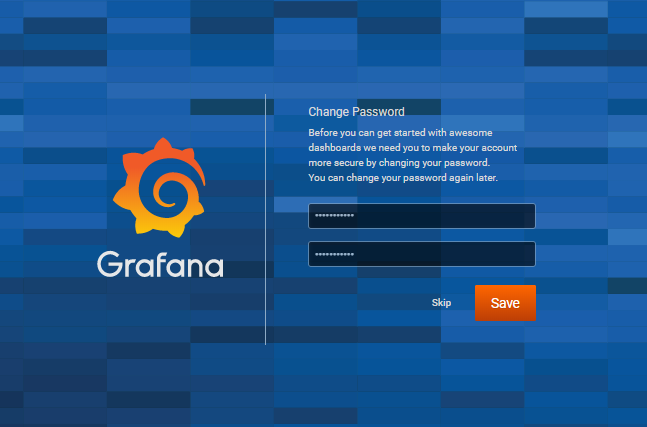 Grafana
Change Password
Before you can get started with awesome
dashboards we need you to make your account
more secure by changing your password.
You can change your password again later.
•••••••••••
•••••••••••
Skip
Save